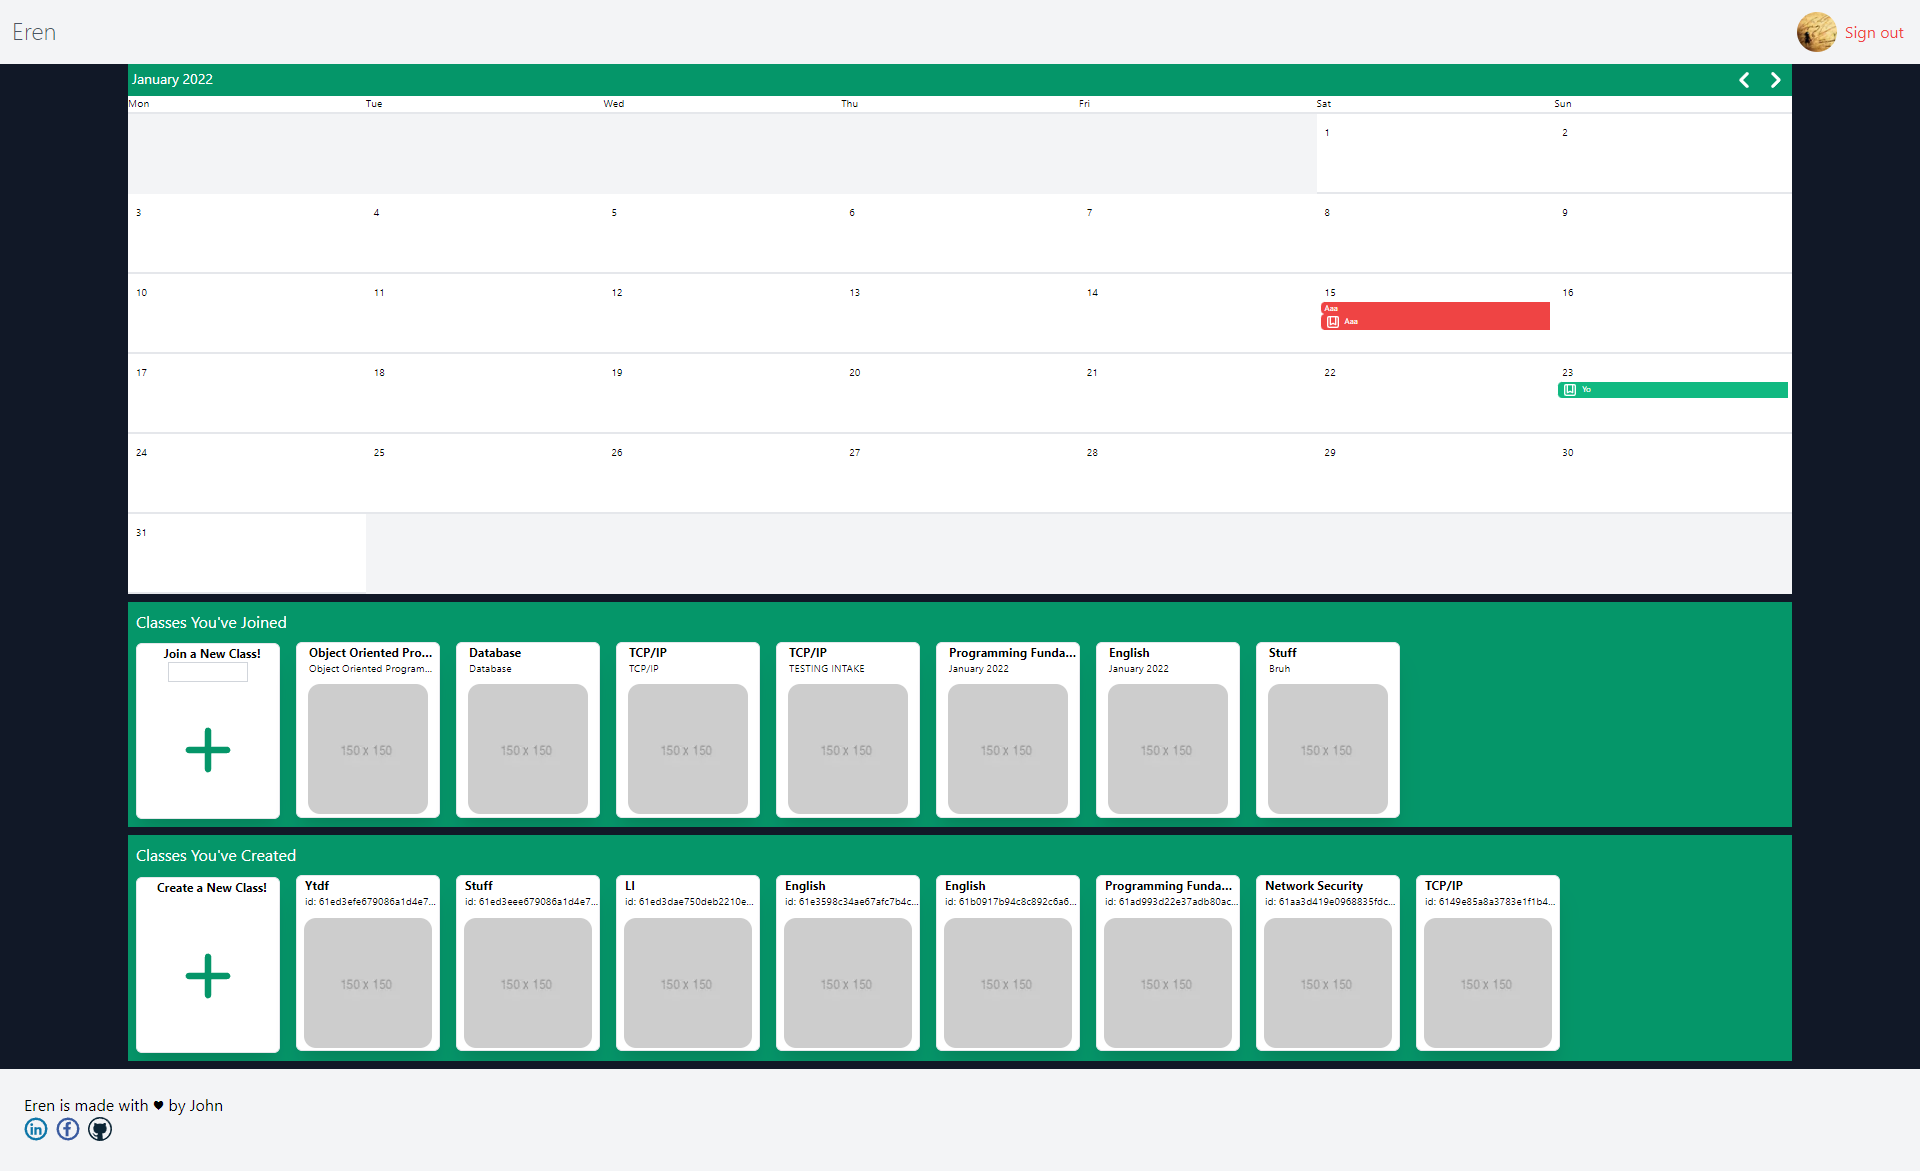 Eren
Sign out
January 2022
Mon Tue Wed Thu Fri Sat Sun
1 2
3 4 5 6 7 8 9
10 11 12 13 14 15 16
Aaa
Aaa
17 18 19 20 21 22 23
Yo
24 25 26 27 28 29 30
31
Classes You've Joined
Join a New Class!
Object Oriented Pro...
Object Oriented Program...
150 x 150
Database
Database
150 x 150
TCP/IP
TCP/IP
150 x 150
TCP/IP
TESTING INTAKE
150 x 150
Programming Funda...
January 2022
150 x 150
English
January 2022
150 x 150
Stuff
Bruh
150 x 150
Classes You've Created
Create a New Class!
Ytdf
id: 61ed3efe679086a1d4e7...
150 x 150
Stuff
id: 61ed3eee679086a1d4e7...
150 x 150
LI
id: 61ed3dae750deb2210e...
150 x 150
English
id: 61e3598c34ae67afc7b4c...
150 x 150
English
id: 61b0917b94c8c892c6a6...
150 x 150
Programming Funda...
id: 61ad993d22e37adb80ac...
150 x 150
Network Security
id: 61aa3d419e0968835fdc...
150 x 150
TCP/IP
id: 6149e85a8a3783e1f1b4...
150 x 150
Eren is made with ♥ by John